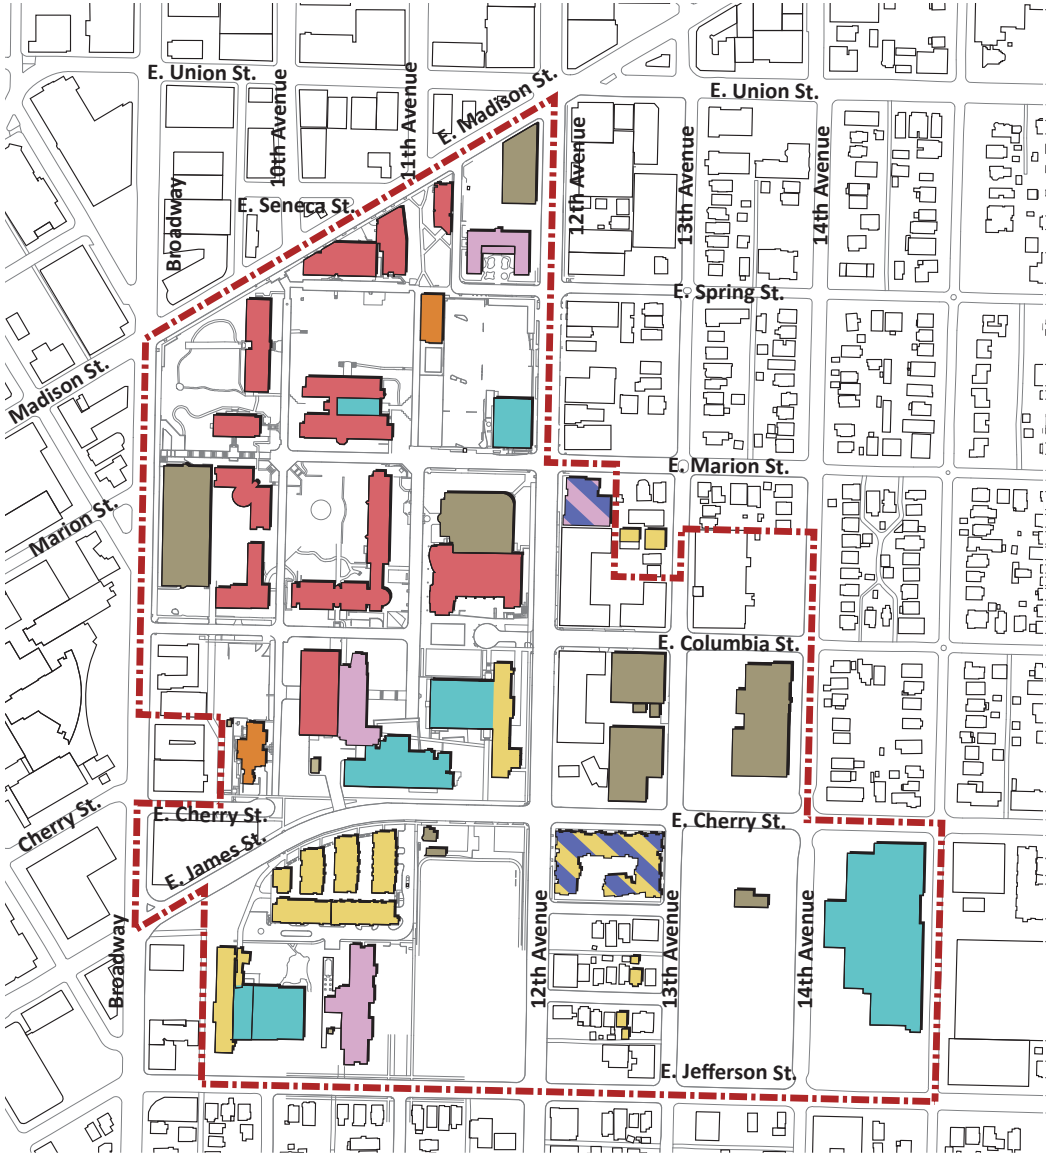 E. Union St.
E. Madison St.
E. Union St.
10th Avenue
11th Avenue
12th Avenue
13th Avenue
14th Avenue
Broadway
E. Seneca St.
E. Spring St.
Madison St.
E. Marion St.
Marion St.
E. Columbia St.
Cherry St.
E. Cherry St.
E. Cherry St.
E. James St.
Broadway
12th Avenue
13th Avenue
14th Avenue
E. Jefferson St.